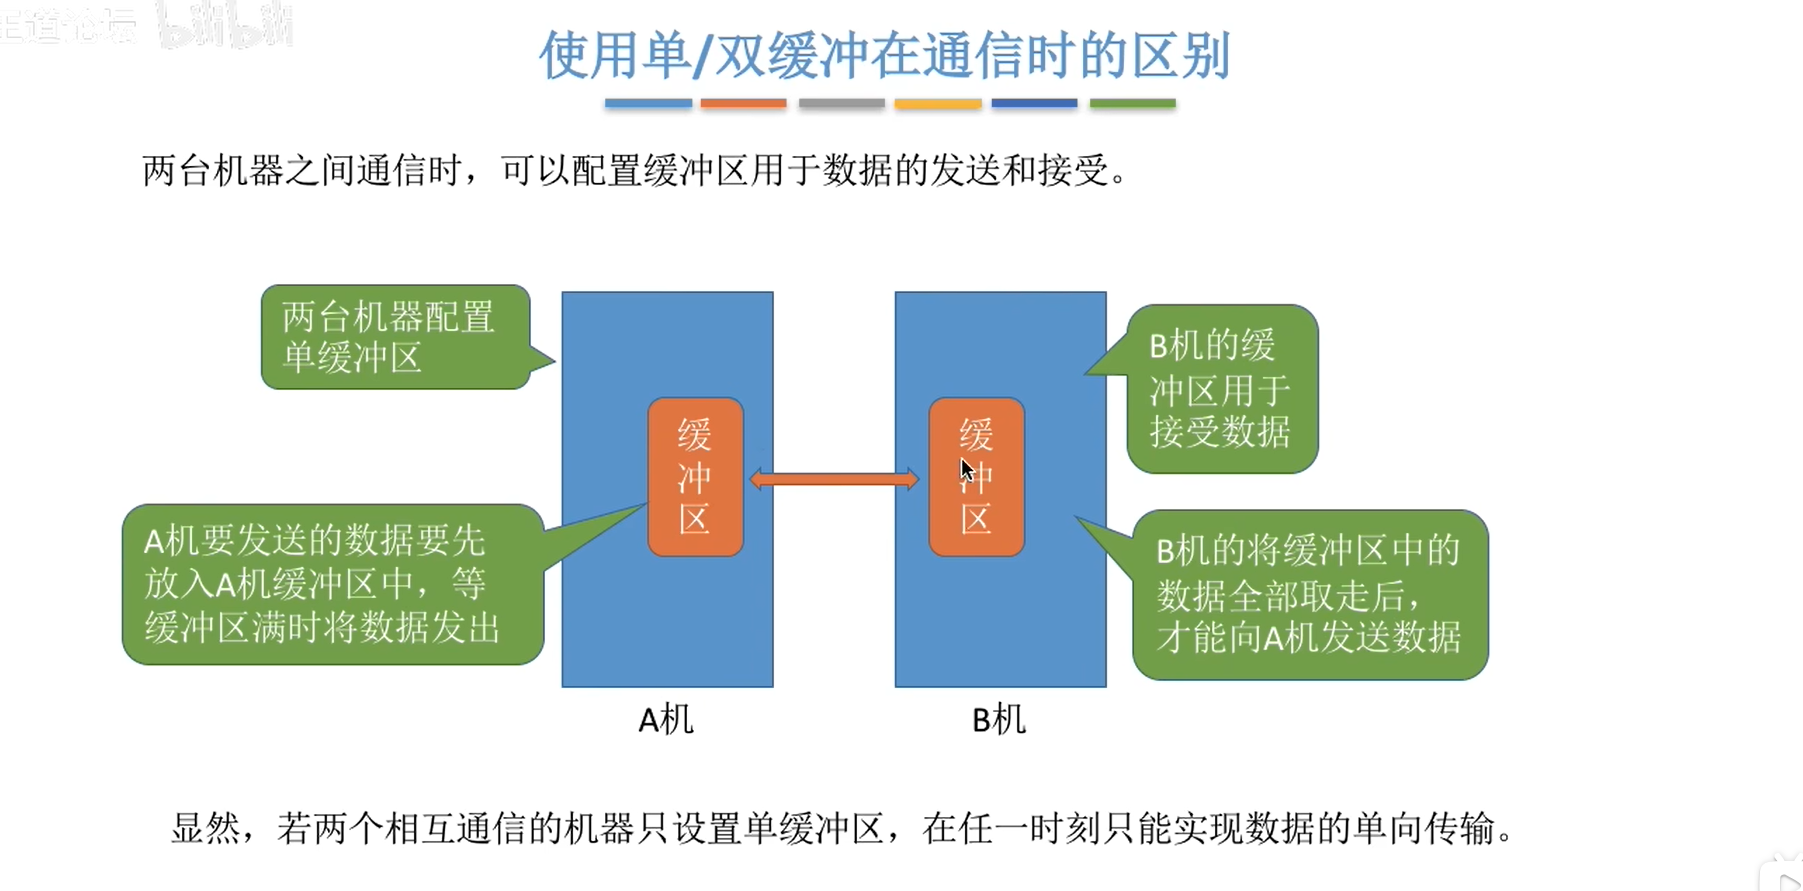 王道论坛 bilibili
使用单/双缓冲在通信时的区别
两台机器之间通信时，可以配置缓冲区用于数据的发送和接受。
两台机器配置
单缓冲区
B机的缓
冲区用于
接受数据
缓
冲
区
缓
冲
区
A机要发送的数据要先
放入A机缓冲区中，等
缓冲区满时将数据发出
B机的将缓冲区中的
数据全部取走后，
才能向A机发送数据
A机
B机
显然，若两个相互通信的机器只设置单缓冲区，在任一时刻只能实现数据的单向传输。